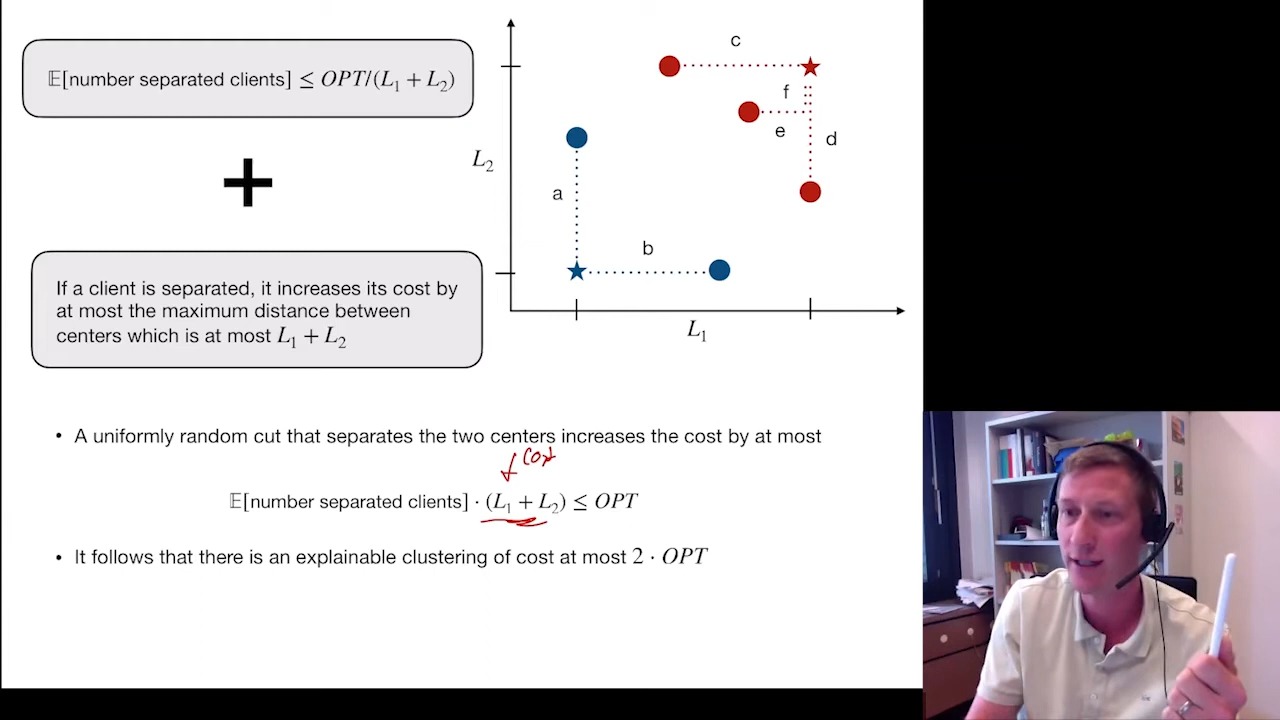 𝔼[number separated clients] ≤ OPT/(L₁ + L₂)
+
If a client is separated, it increases its cost by
at most the maximum distance between
centers which is at most L₁ + L₂
c
f
e
d
L₂
a
b
L₁
• A uniformly random cut that separates the two centers increases the cost by at most
cost
𝔼[number separated clients] · (L₁ + L₂) ≤ OPT
• It follows that there is an explainable clustering of cost at most 2 · OPT